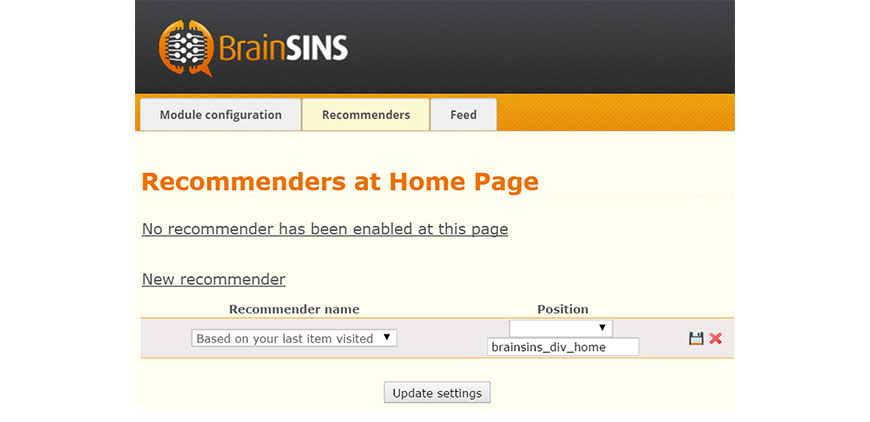 BrainSINS
Module configuration Recommenders Feed
Recommenders at Home Page
No recommender has been enabled at this page
New recommender
Recommender name Position
Based on your last item visited
brainsins_div_home
Update settings